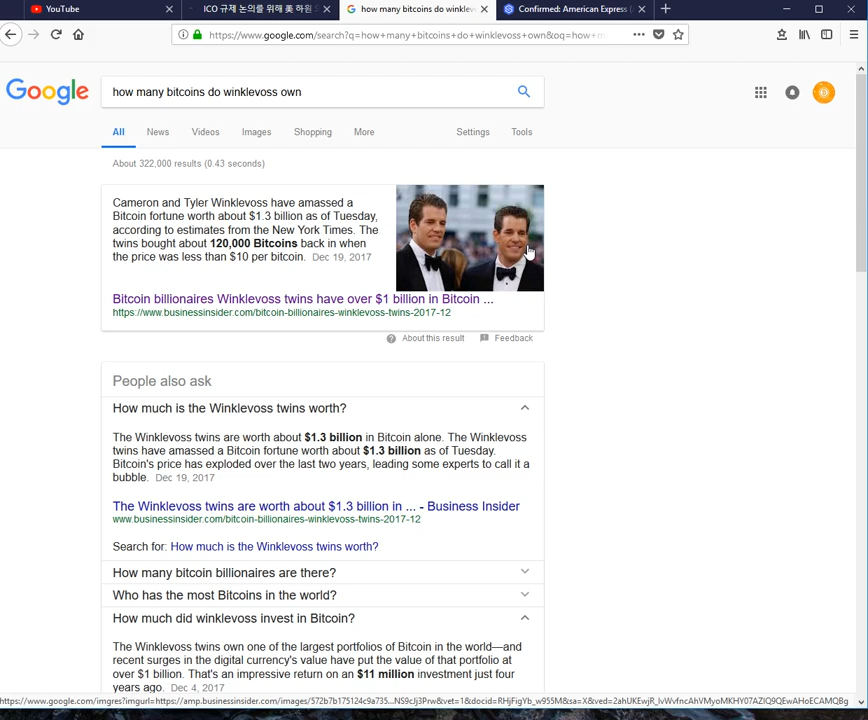 YouTube
ICO 규제 논의를 위해 美 하원
how many bitcoins do winklev
Confirmed: American Express
https://www.google.com/search?q=how+many+bitcoins+do+winklevoss+own&oq=how+m
Google
how many bitcoins do winklevoss own
All
News
Videos
Images
Shopping
More
Settings
Tools
About 322,000 results (0.43 seconds)
Cameron and Tyler Winklevoss have amassed a
Bitcoin fortune worth about $1.3 billion as of Tuesday,
according to estimates from the New York Times. The
twins bought about 120,000 Bitcoins back in when
the price was less than $10 per bitcoin. Dec 19, 2017
Bitcoin billionaires Winklevoss twins have over $1 billion in Bitcoin ...
https://www.businessinsider.com/bitcoin-billionaires-winklevoss-twins-2017-12
About this result
Feedback
People also ask
How much is the Winklevoss twins worth?
The Winklevoss twins are worth about $1.3 billion in Bitcoin alone. The Winklevoss
twins have amassed a Bitcoin fortune worth about $1.3 billion as of Tuesday.
Bitcoin's price has exploded over the last two years, leading some experts to call it a
bubble. Dec 19, 2017
The Winklevoss twins are worth about $1.3 billion in ... - Business Insider
www.businessinsider.com/bitcoin-billionaires-winklevoss-twins-2017-12
Search for: How much is the Winklevoss twins worth?
How many bitcoin billionaires are there?
Who has the most Bitcoins in the world?
How much did winklevoss invest in Bitcoin?
The Winklevoss twins own one of the largest portfolios of Bitcoin in the world—and
recent surges in the digital currency's value have put the value of that portfolio at
over $1 billion. That's an impressive return on an $11 million investment just four
years ago. Dec 4, 2017